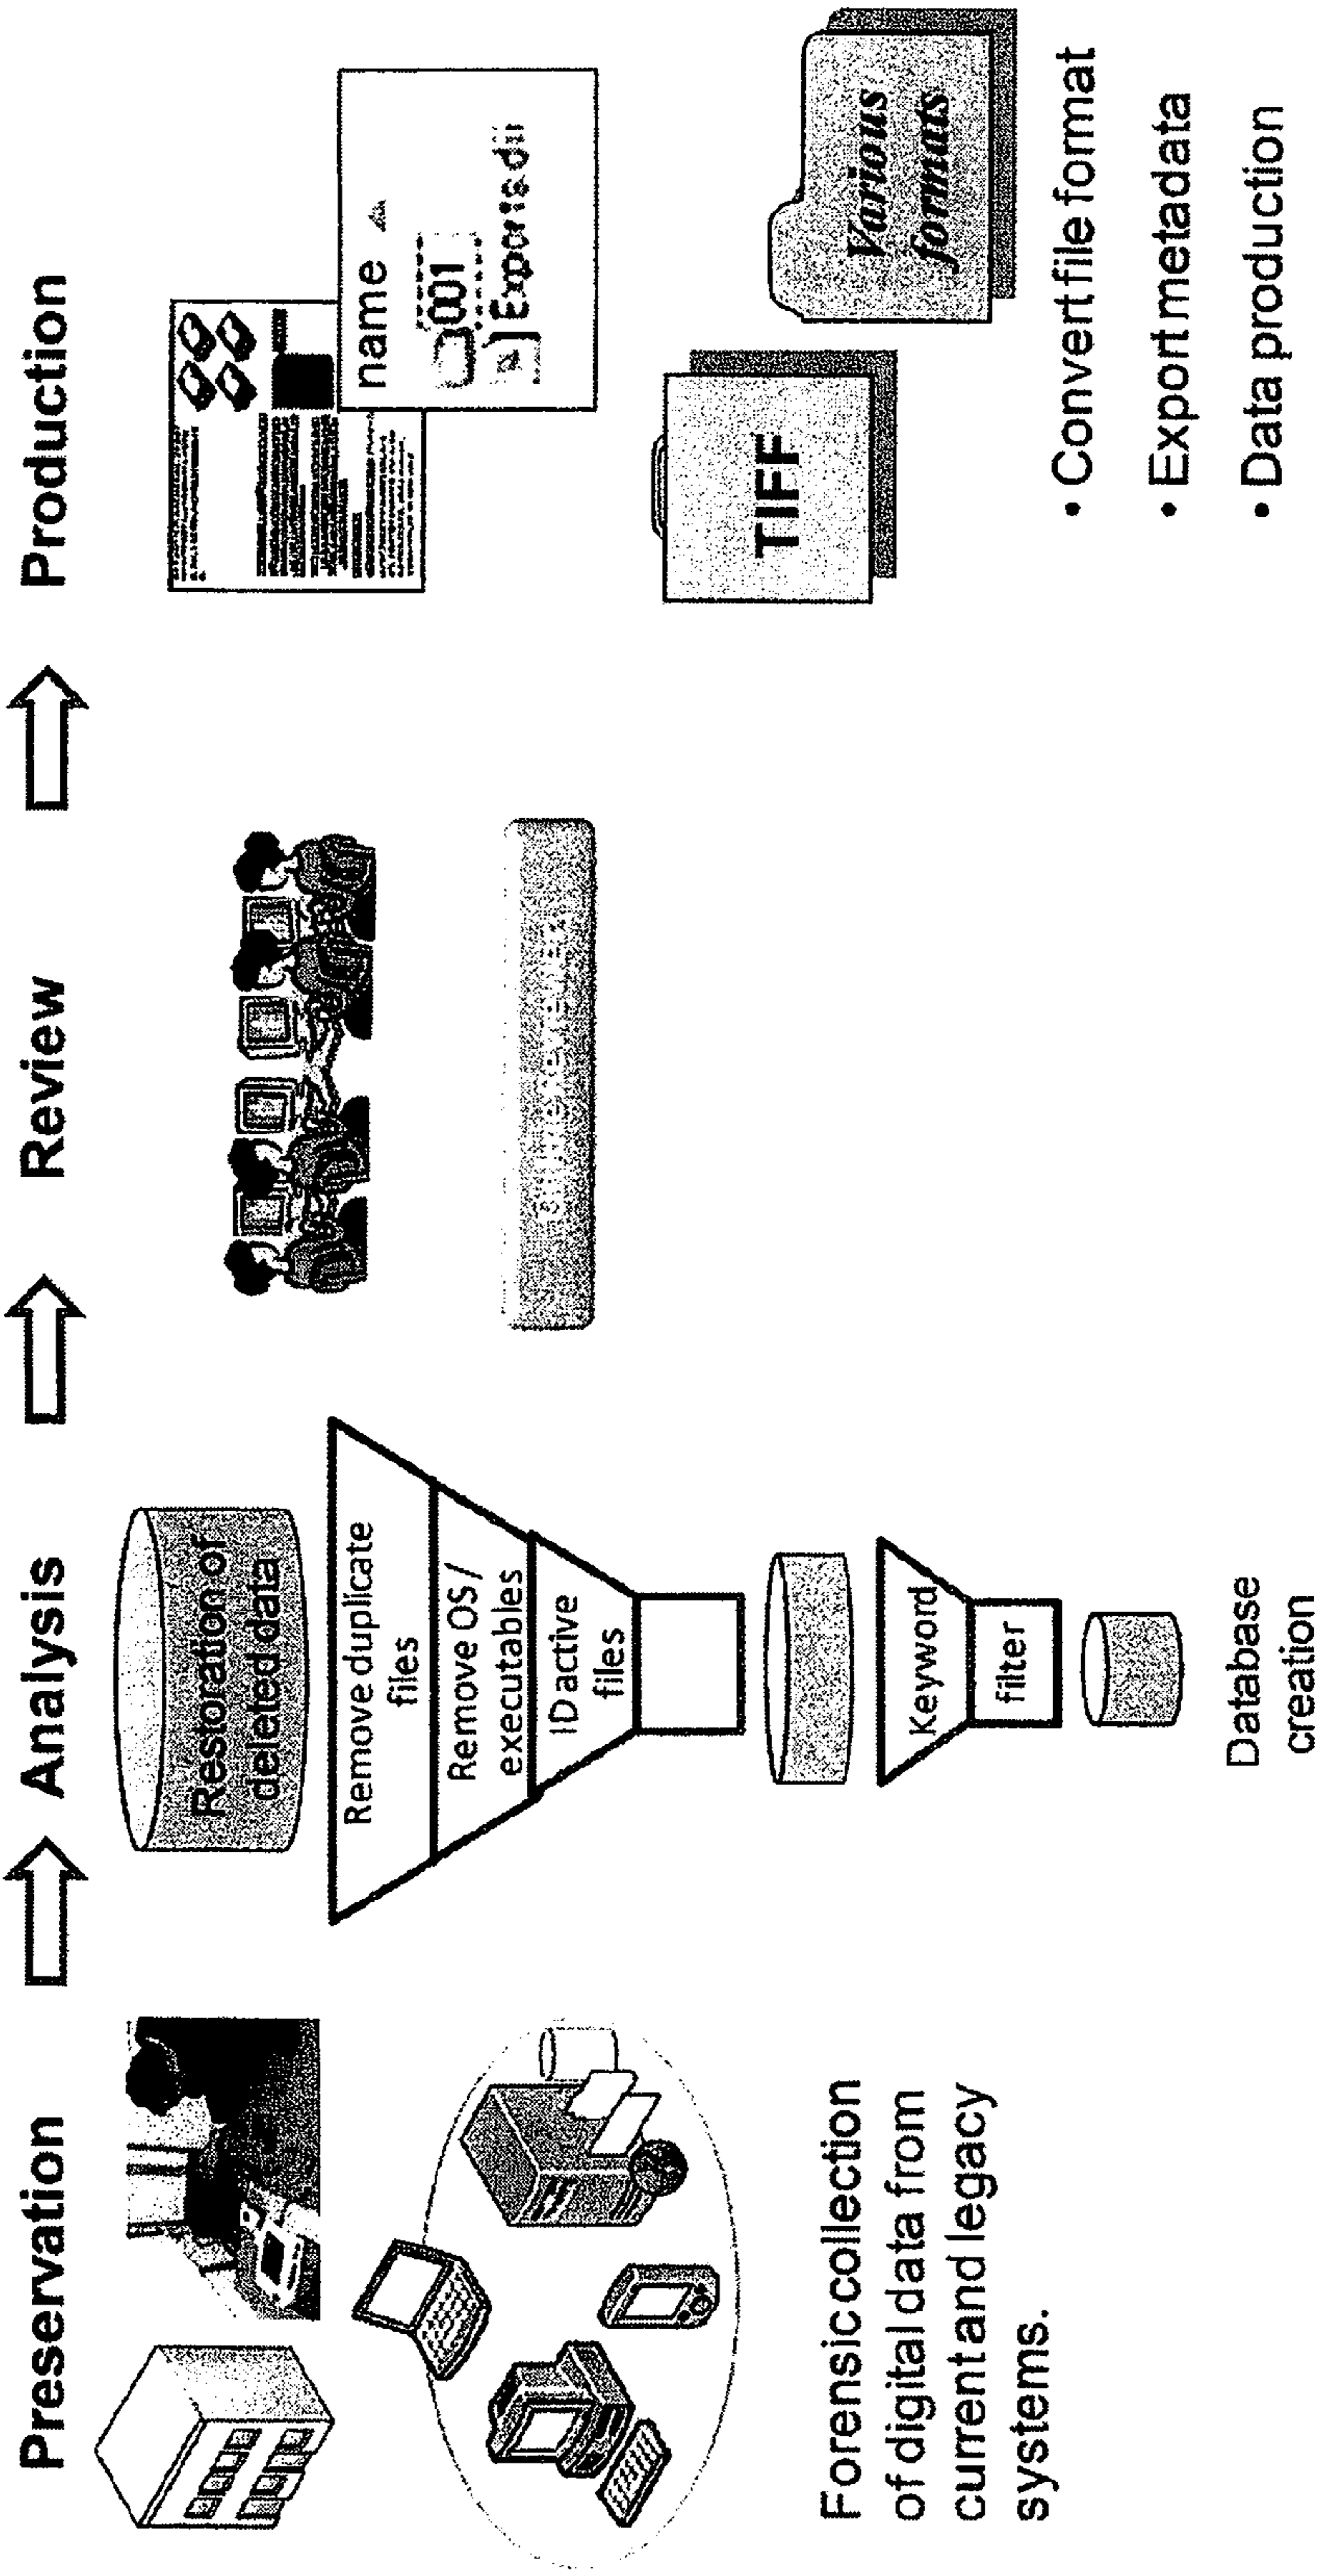 Preservation
Analysis
Review
Production
Forensic collection
of digital data from
current and legacy
systems.
Restoration of
deleted data
Remove duplicate
files
Remove OS /
executables
ID active
files
Keyword
filter
Database
creation
name
001
Exports.dii
TIFF
Various
formats
• Convert file format
• Export metadata
• Data production